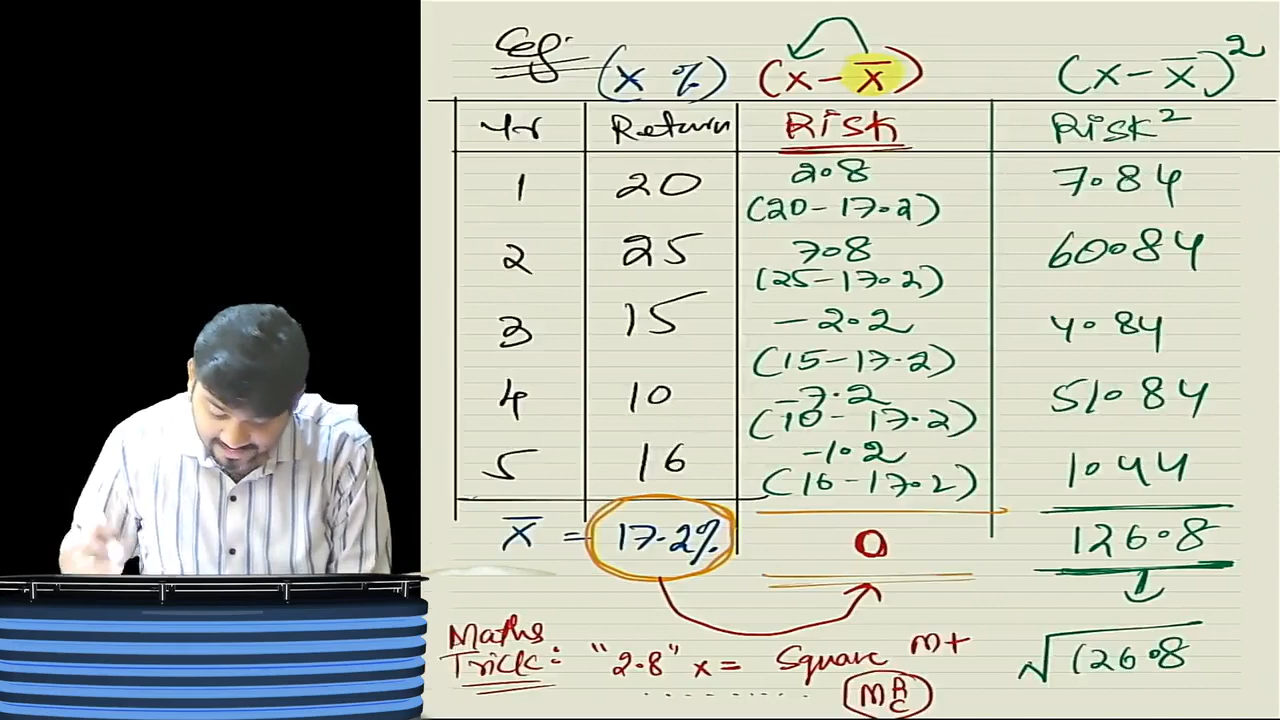 Eg:
(x %) (x - x̅) (x - x̅)²
Yr Return Risk Risk²
1 20 2.8 7.84
(20-17.2)
2 25 7.8 60.84
(25-17.2)
3 15 -2.2 4.84
(15-17.2)
4 10 -7.2 51.84
(10-17.2)
5 16 -1.2 1.44
(16-17.2)
x̅ = 17.2% 0 126.8
Maths
Trick: "2.8" x = Square M+
√126.8
MRC